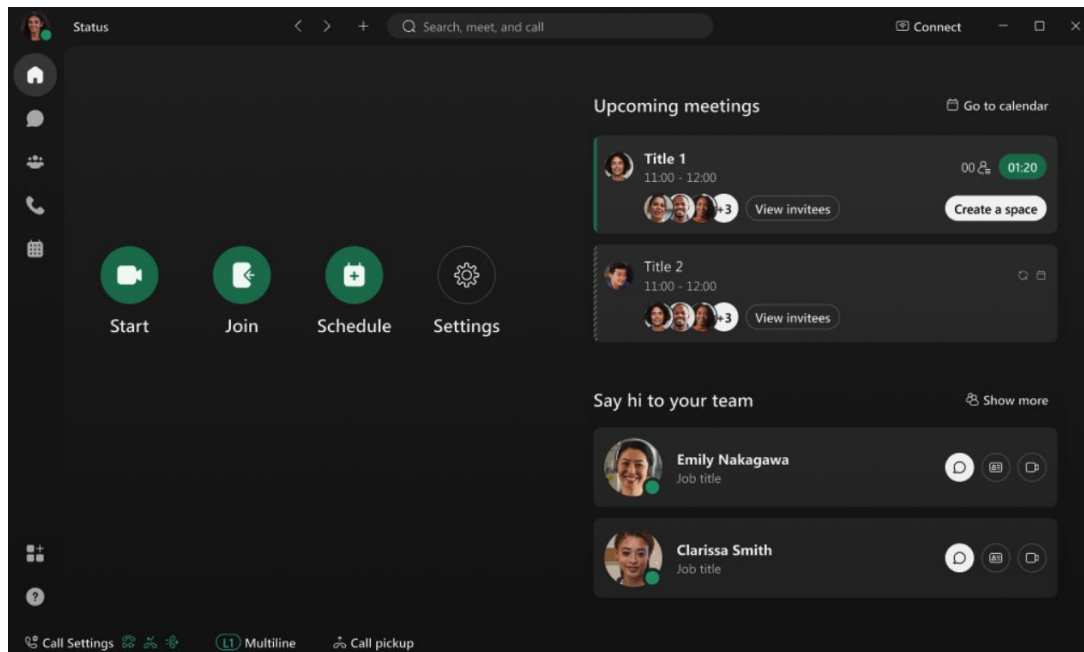 Status
Search, meet, and call
Connect
Upcoming meetings
Go to calendar
Title 1
11:00 - 12:00
00
01:20
+3
View invitees
Create a space
Title 2
11:00 - 12:00
+3
View invitees
Start
Join
Schedule
Settings
Say hi to your team
Show more
Emily Nakagawa
Job title
Clarissa Smith
Job title
Call Settings
L1 Multiline
Call pickup